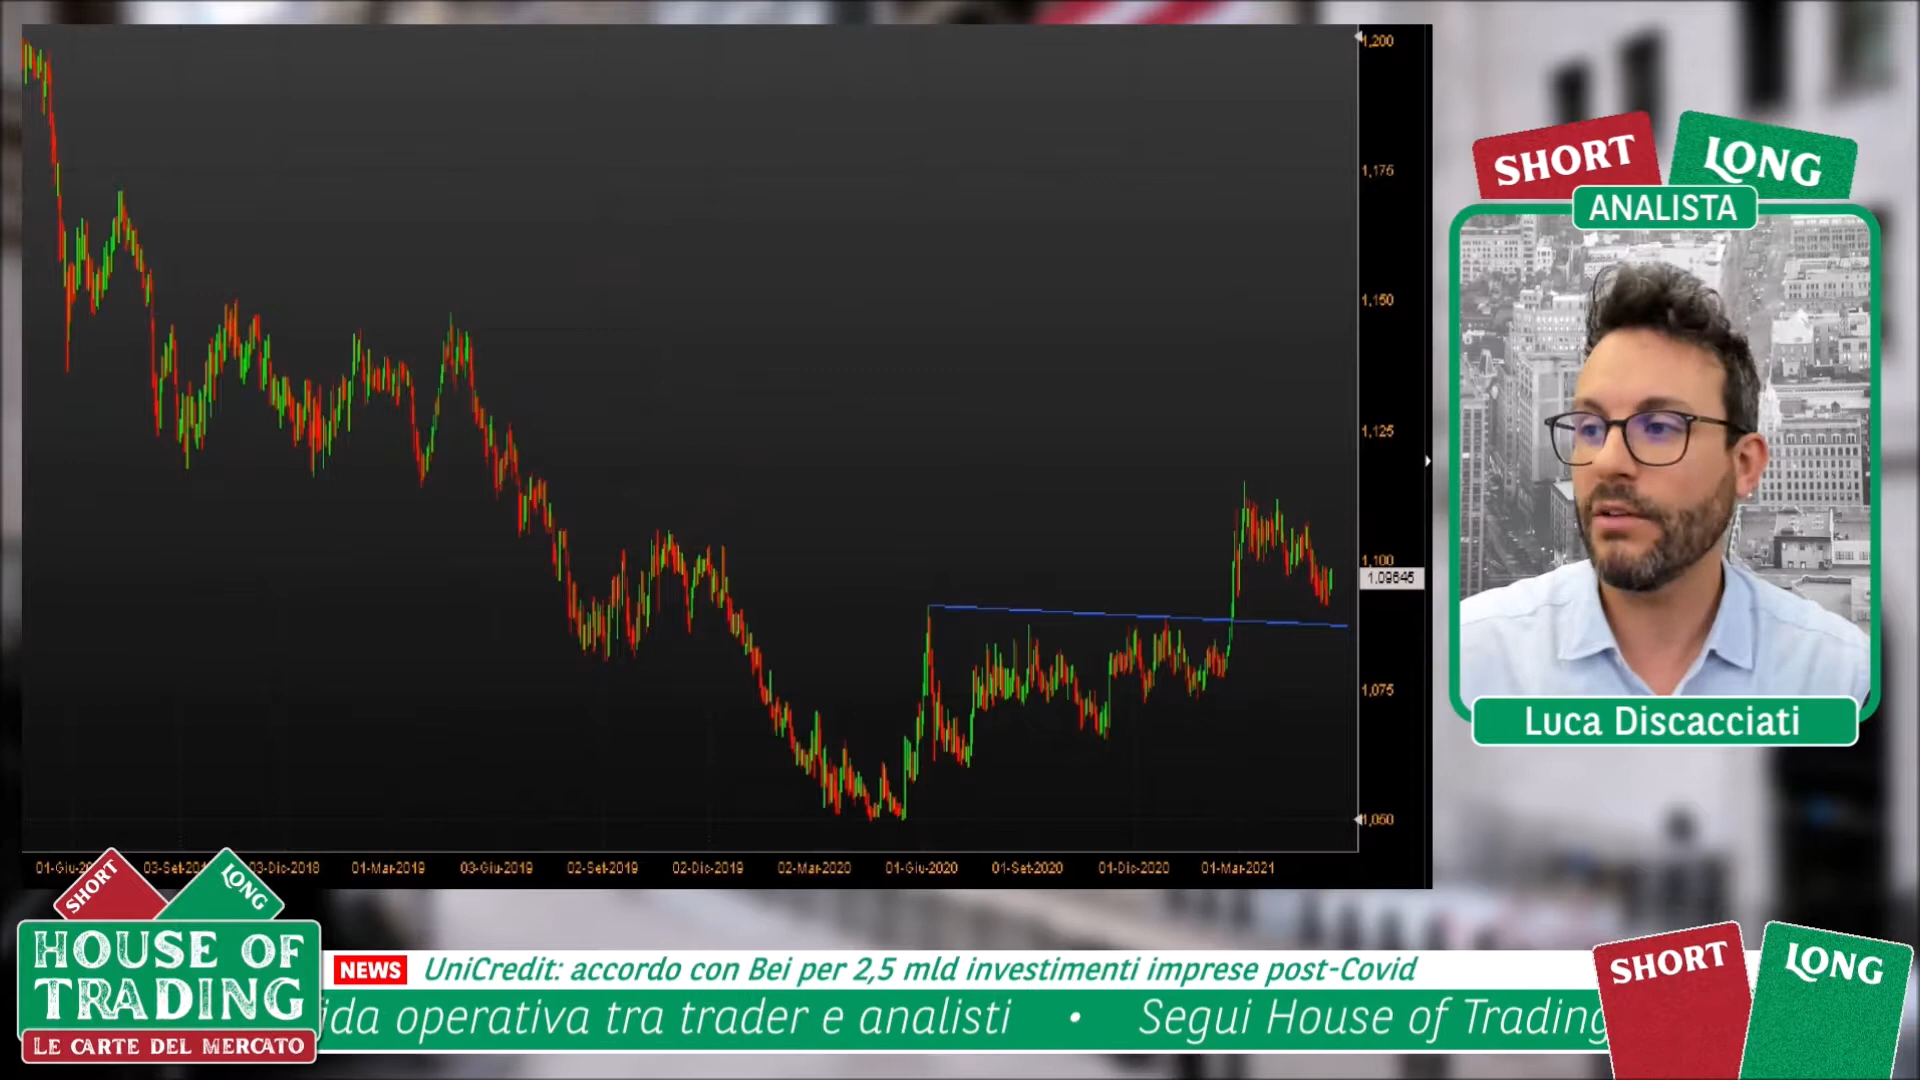 1,200
1,175
1,150
1,125
1,100
1.09645
1,075
1,050
03-Dic-2018
01-Mar-2019
03-Giu-2019
02-Set-2019
02-Dic-2019
02-Mar-2020
01-Giu-2020
01-Set-2020
01-Dic-2020
01-Mar-2021
SHORT
LONG
ANALISTA
Luca Discacciati
SHORT
LONG
HOUSE OF
TRADING
LE CARTE DEL MERCATO
NEWS UniCredit: accordo con Bei per 2,5 mld investimenti imprese post-Covid
operativa tra trader e analisti • Segui House of Trading
SHORT
LONG